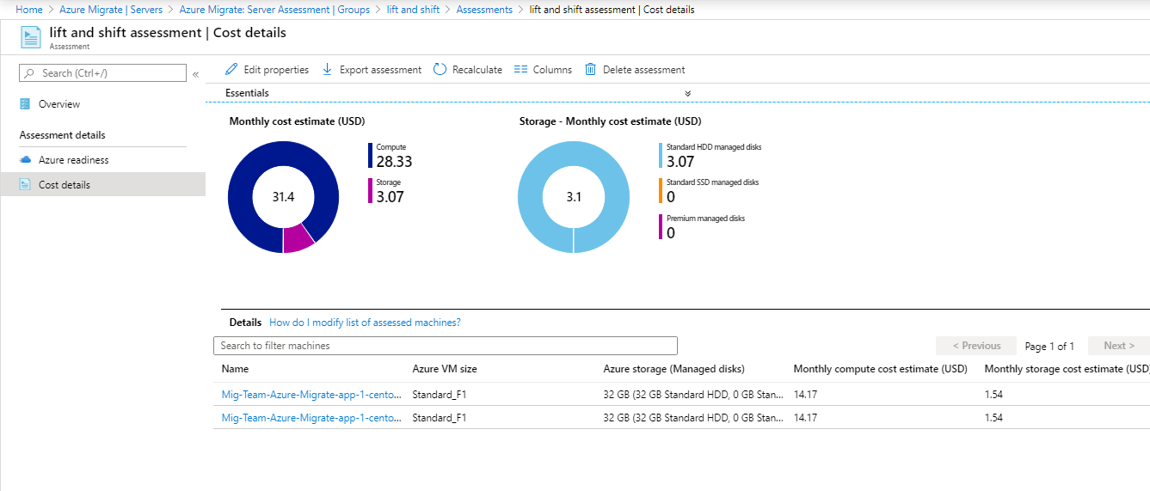 Home > Azure Migrate | Servers > Azure Migrate: Server Assessment | Groups > lift and shift > Assessments > lift and shift assessment | Cost details
lift and shift assessment | Cost details
Assessment
Search (Ctrl+/)
«
Edit properties
Export assessment
Recalculate
Columns
Delete assessment
Overview
Assessment details
Azure readiness
Cost details
Essentials
Monthly cost estimate (USD)
31.4
Compute
28.33
Storage
3.07
Storage - Monthly cost estimate (USD)
3.1
Standard HDD managed disks
3.07
Standard SSD managed disks
0
Premium managed disks
0
Details How do I modify list of assessed machines?
Search to filter machines
< Previous Page 1 of 1 Next >
Name Azure VM size Azure storage (Managed disks) Monthly compute cost estimate (USD) Monthly storage cost estimate (USD)
Mig-Team-Azure-Migrate-app-1-cento... Standard_F1 32 GB (32 GB Standard HDD, 0 GB Stan... 14.17 1.54
Mig-Team-Azure-Migrate-app-1-cento... Standard_F1 32 GB (32 GB Standard HDD, 0 GB Stan... 14.17 1.54